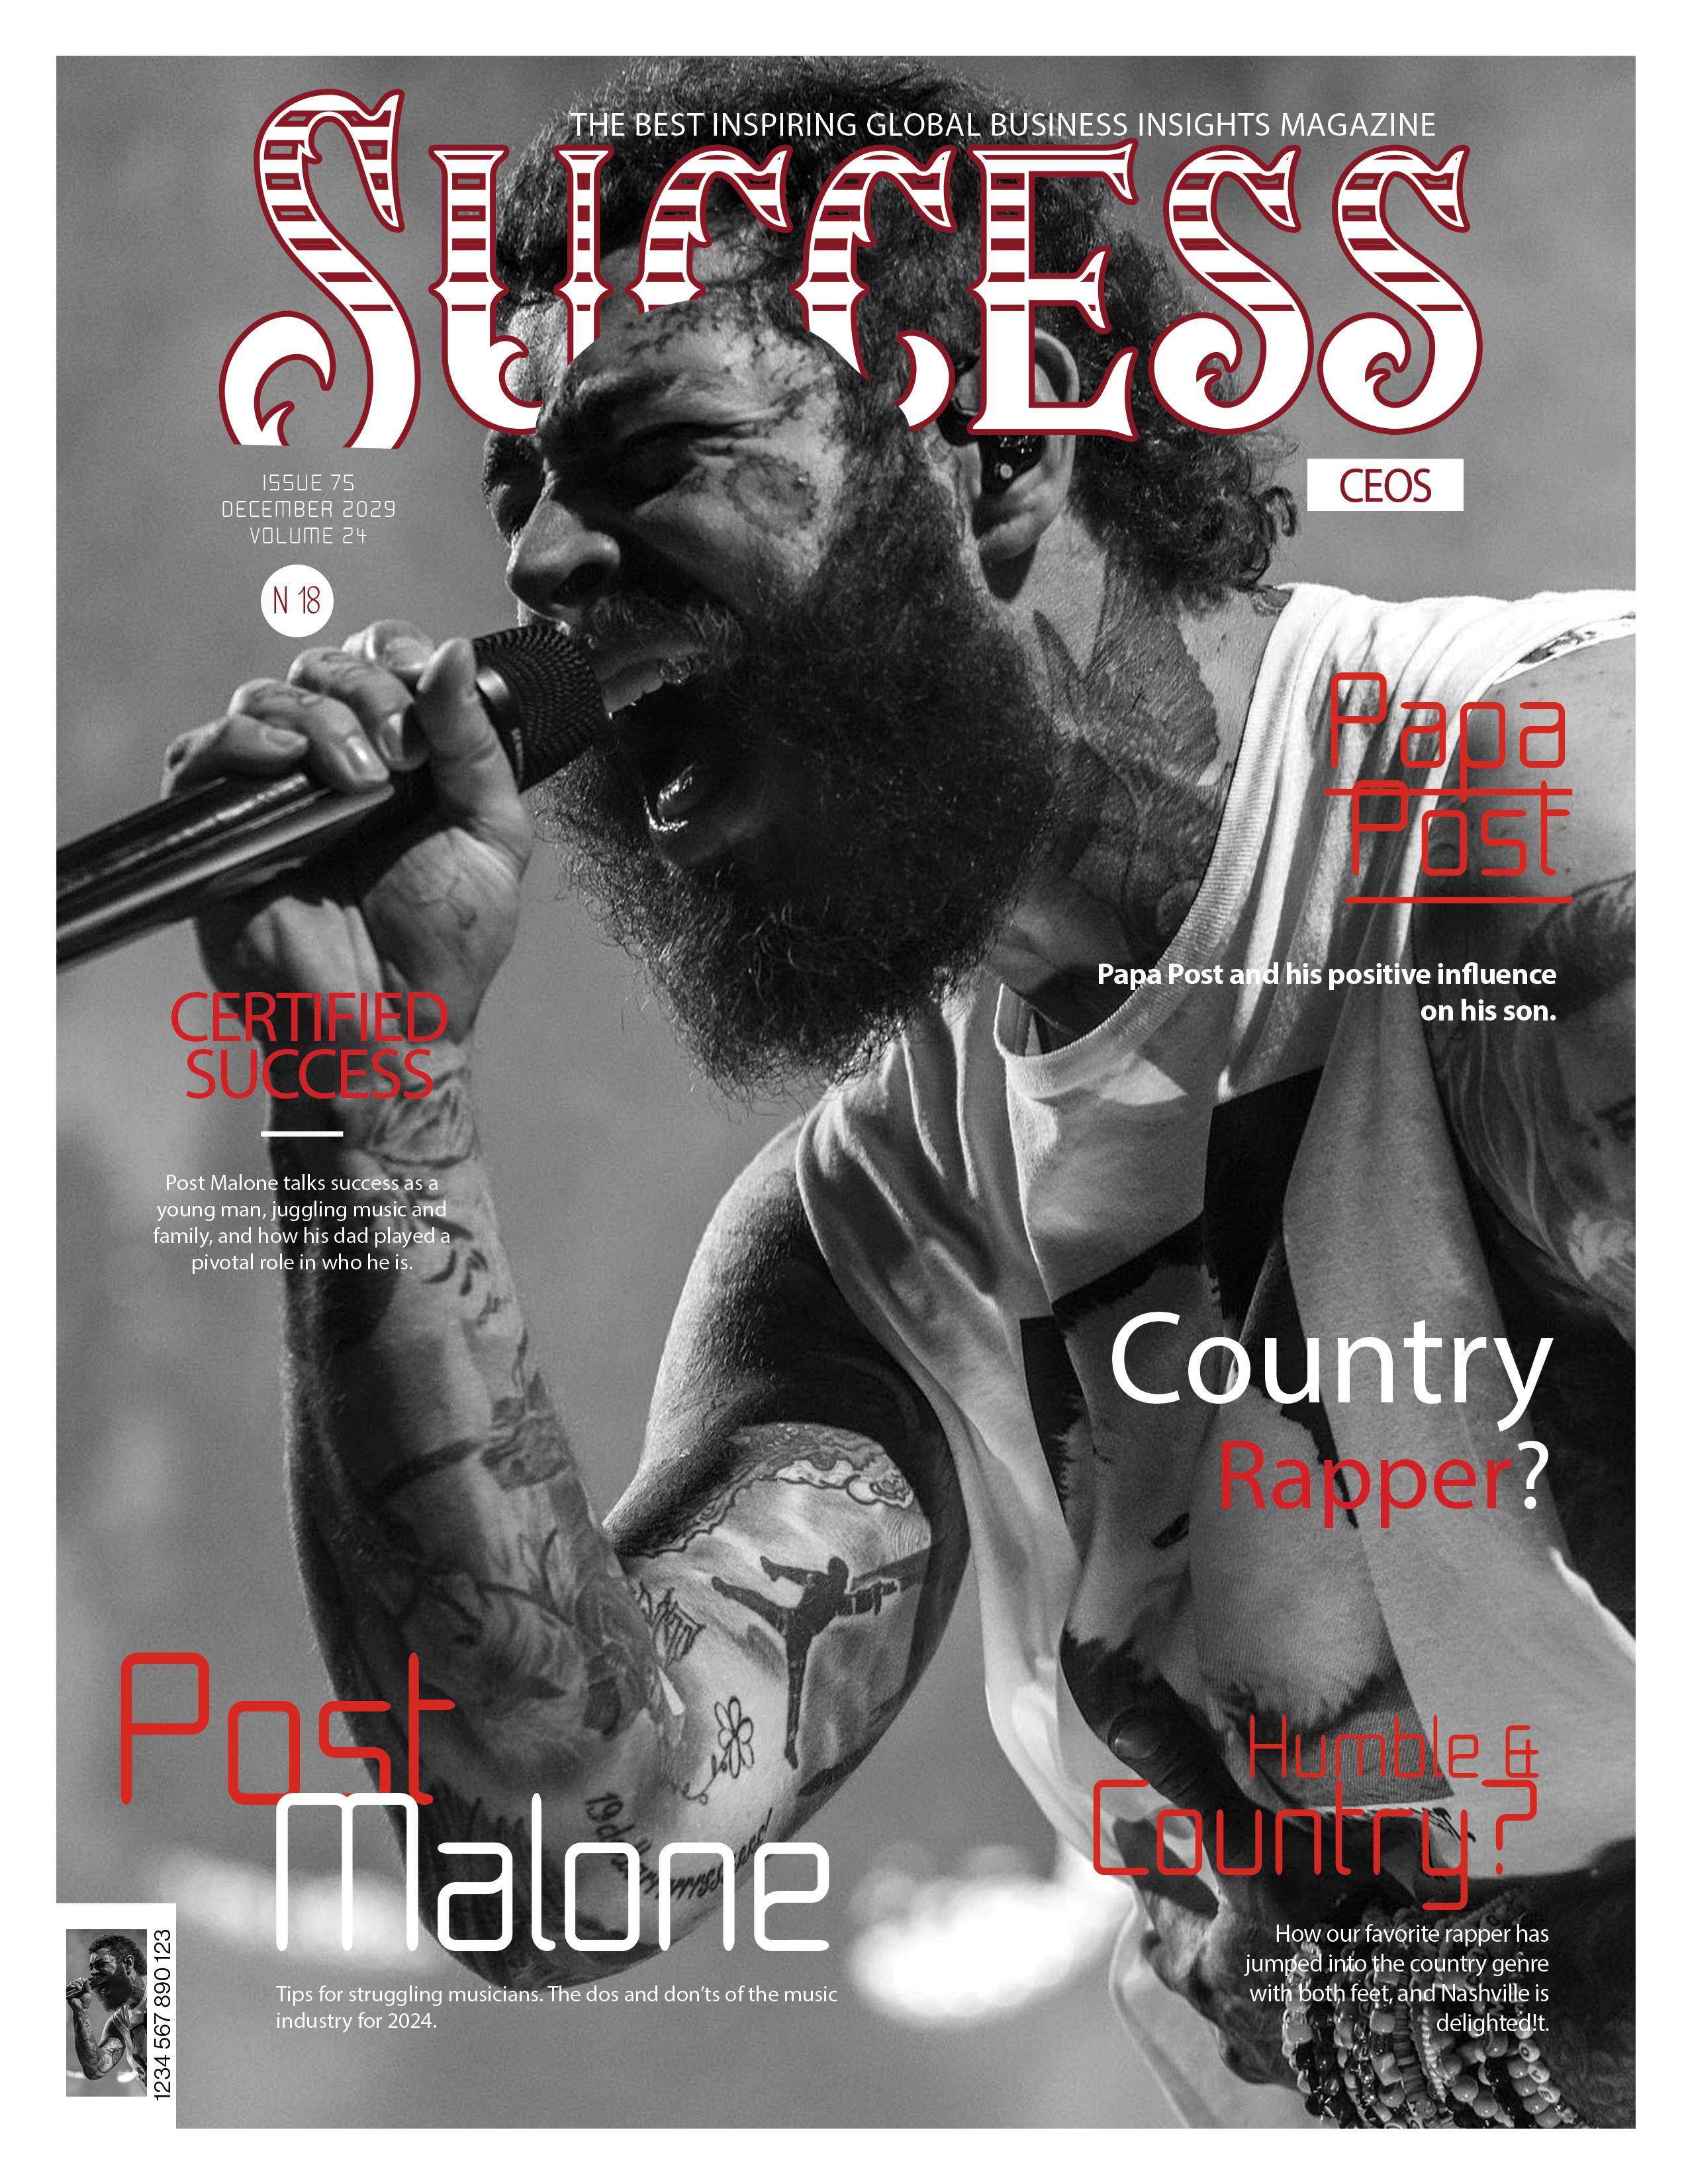 THE BEST INSPIRING GLOBAL BUSINESS INSIGHTS MAGAZINE
SUCCESS
CEOS
ISSUE 75
DECEMBER 2029
VOLUME 24
N 18
Papa
Post
Papa Post and his positive influence
on his son.
CERTIFIED
SUCCESS
Post Malone talks success as a
young man, juggling music and
family, and how his dad played a
pivotal role in who he is.
Country
Rapper?
Post
Malone
Tips for struggling musicians. The dos and don'ts of the music
industry for 2024.
Humble &
Country?
How our favorite rapper has
jumped into the country genre
with both feet, and Nashville is
delighted!t.
1234 567 890 123